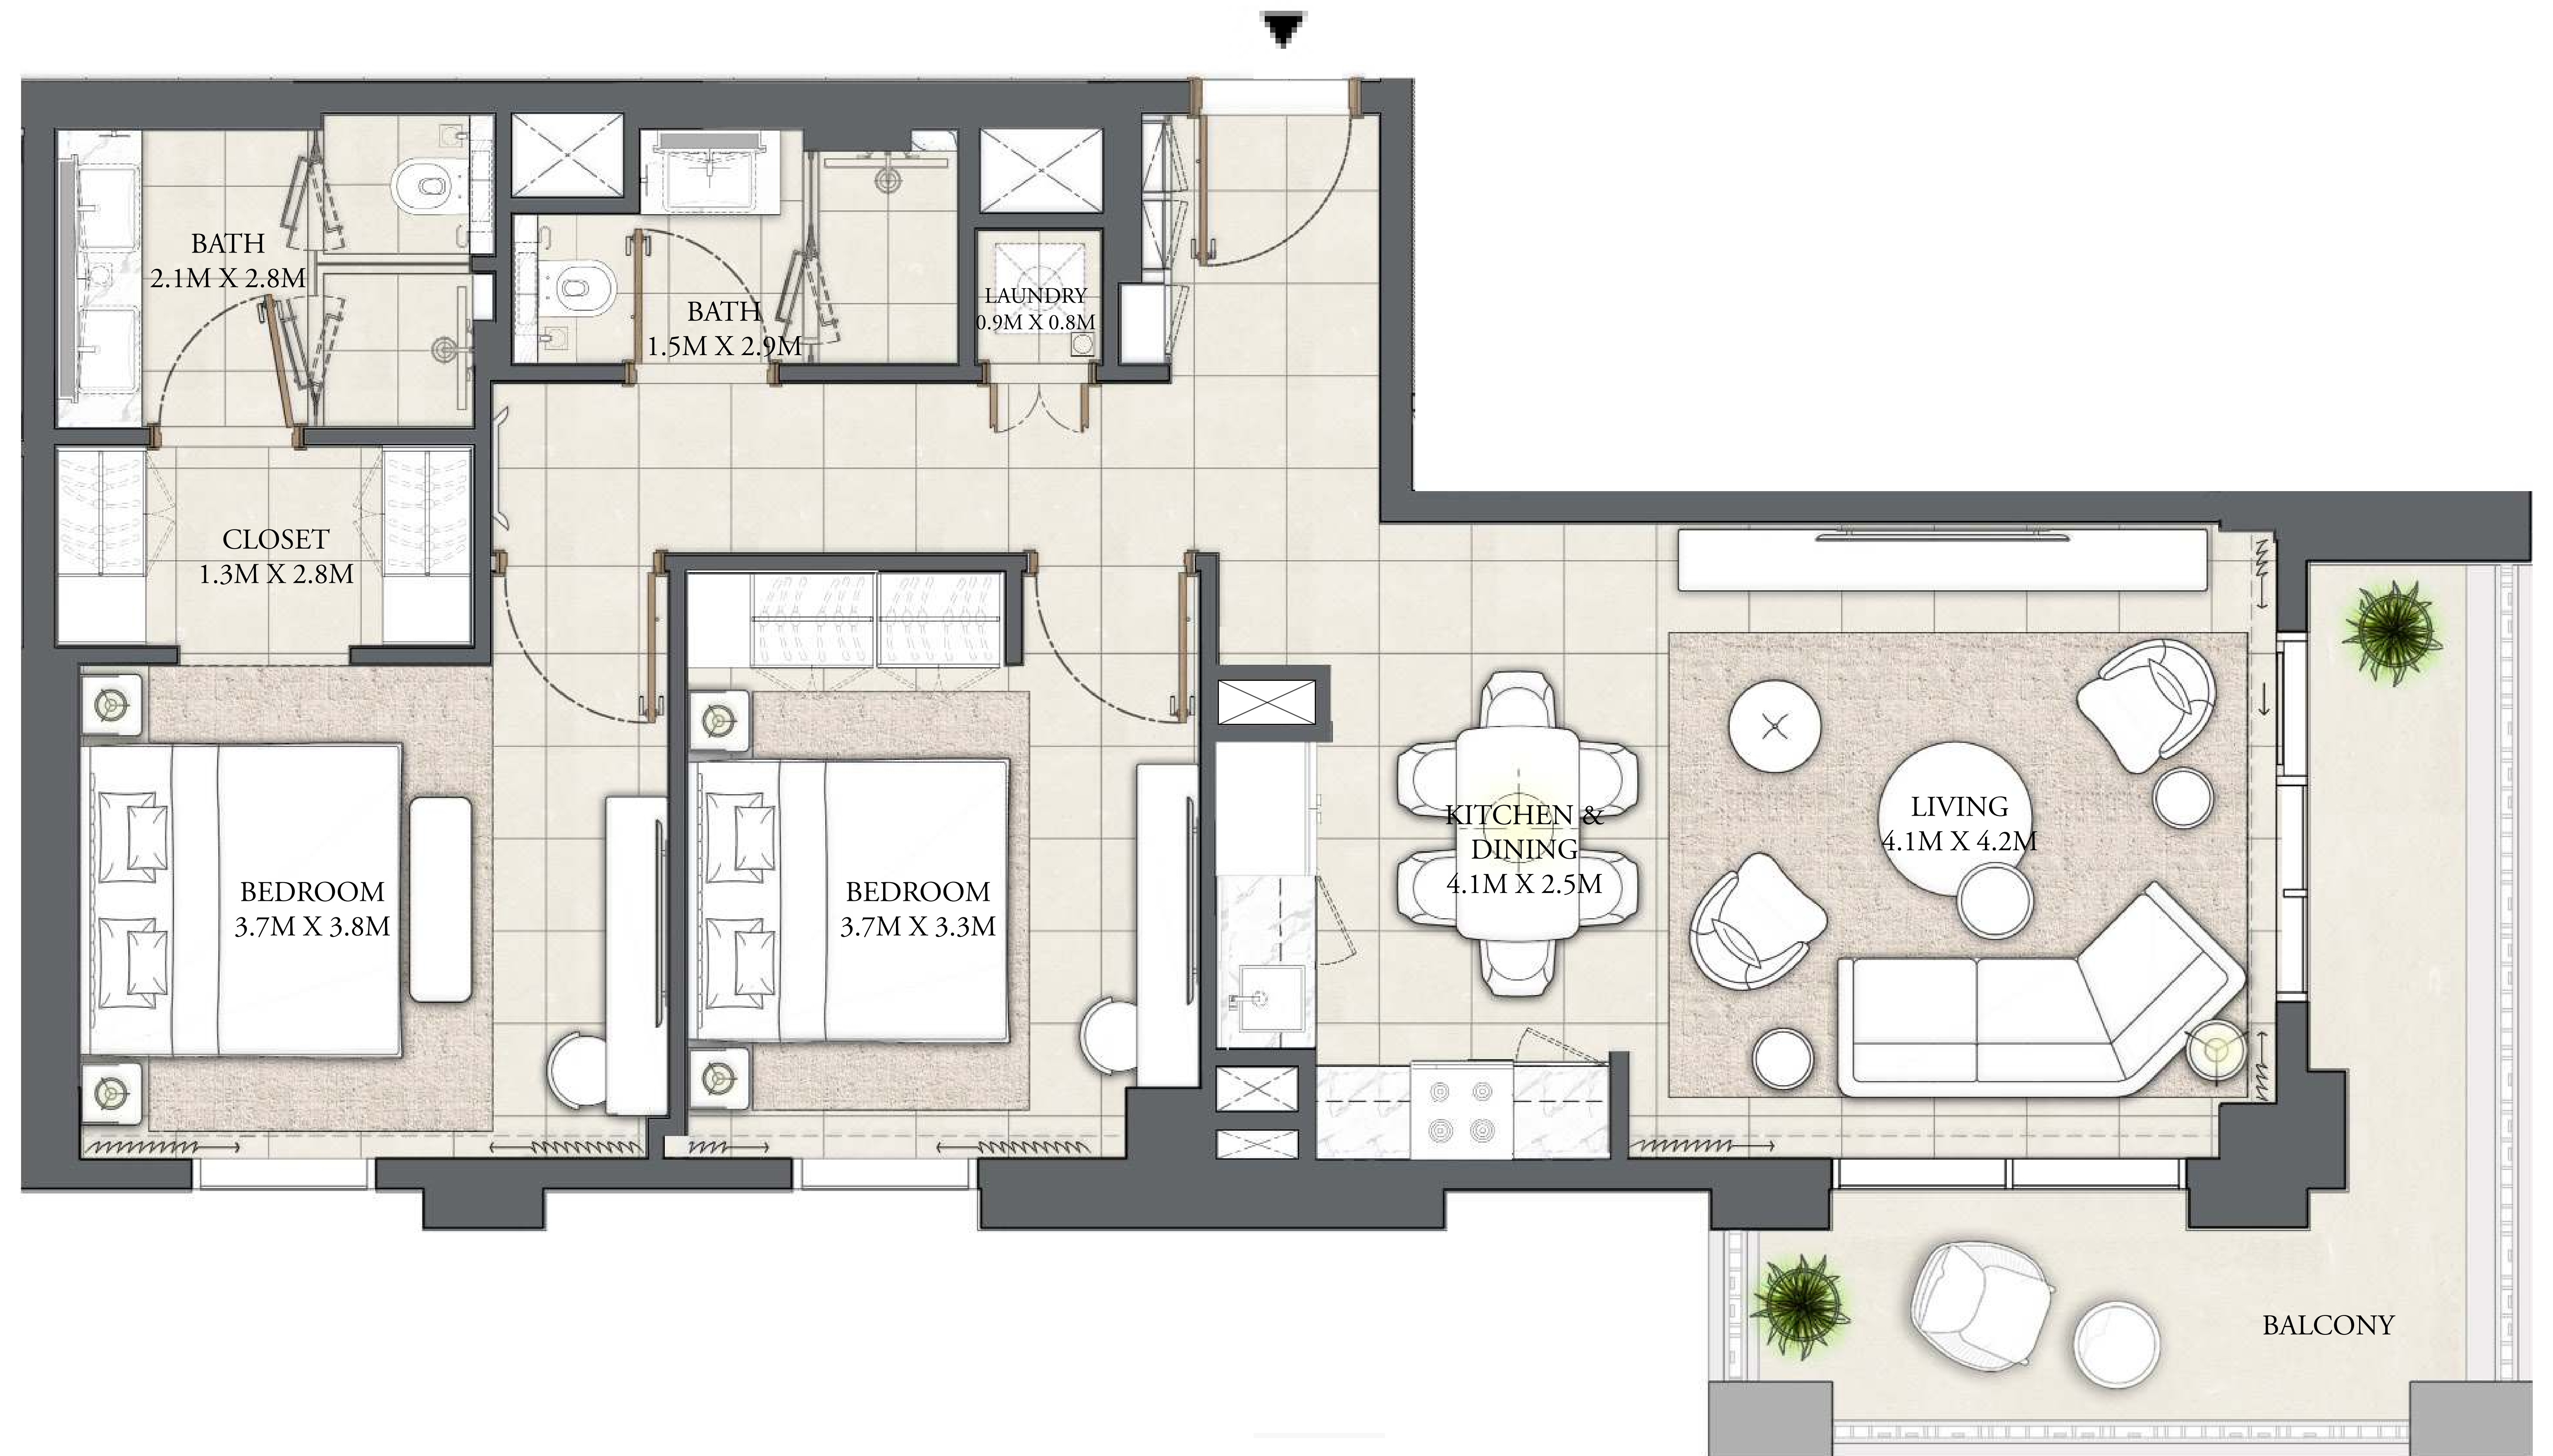 BATH
2.1M X 2.8M
BATH
1.5M X 2.9M
LAUNDRY
0.9M X 0.8M
CLOSET
1.3M X 2.8M
BEDROOM
3.7M X 3.8M
BEDROOM
3.7M X 3.3M
KITCHEN &
DINING
4.1M X 2.5M
LIVING
4.1M X 4.2M
BALCONY